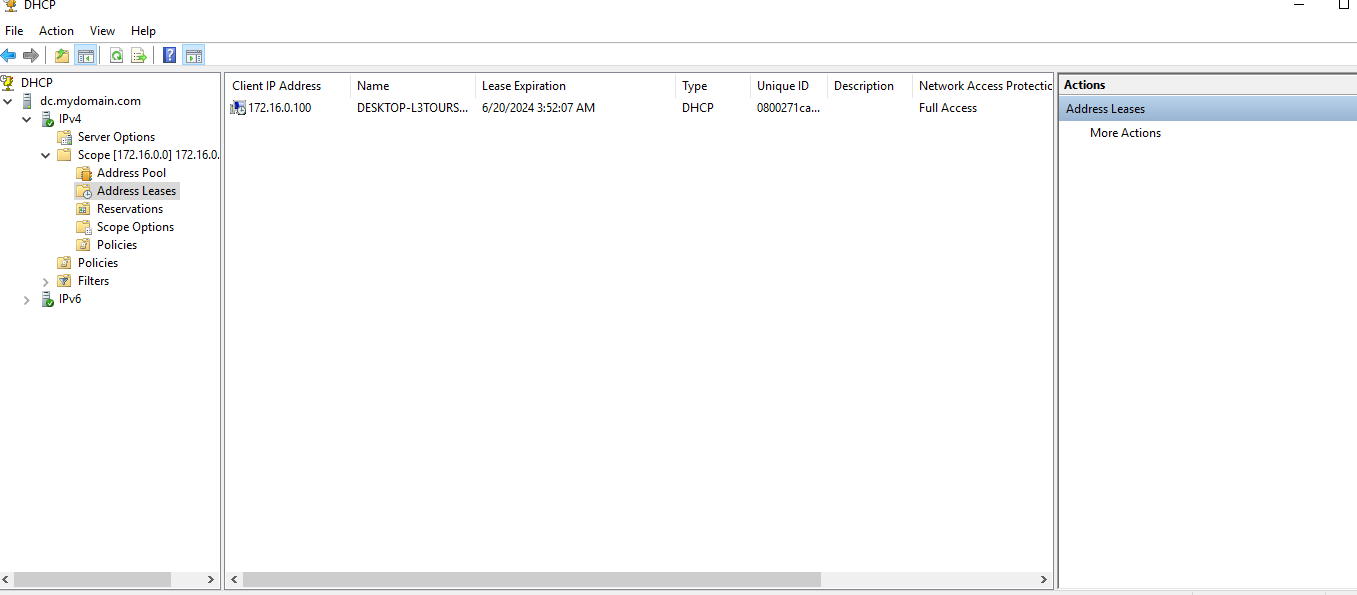 DHCP
File Action View Help
DHCP
dc.mydomain.com
IPv4
Server Options
Scope [172.16.0.0] 172.16.0.
Address Pool
Address Leases
Reservations
Scope Options
Policies
Policies
Filters
IPv6
Client IP Address Name Lease Expiration Type Unique ID Description Network Access Protectic
172.16.0.100 DESKTOP-L3TOURS... 6/20/2024 3:52:07 AM DHCP 0800271ca... Full Access
Actions
Address Leases
More Actions